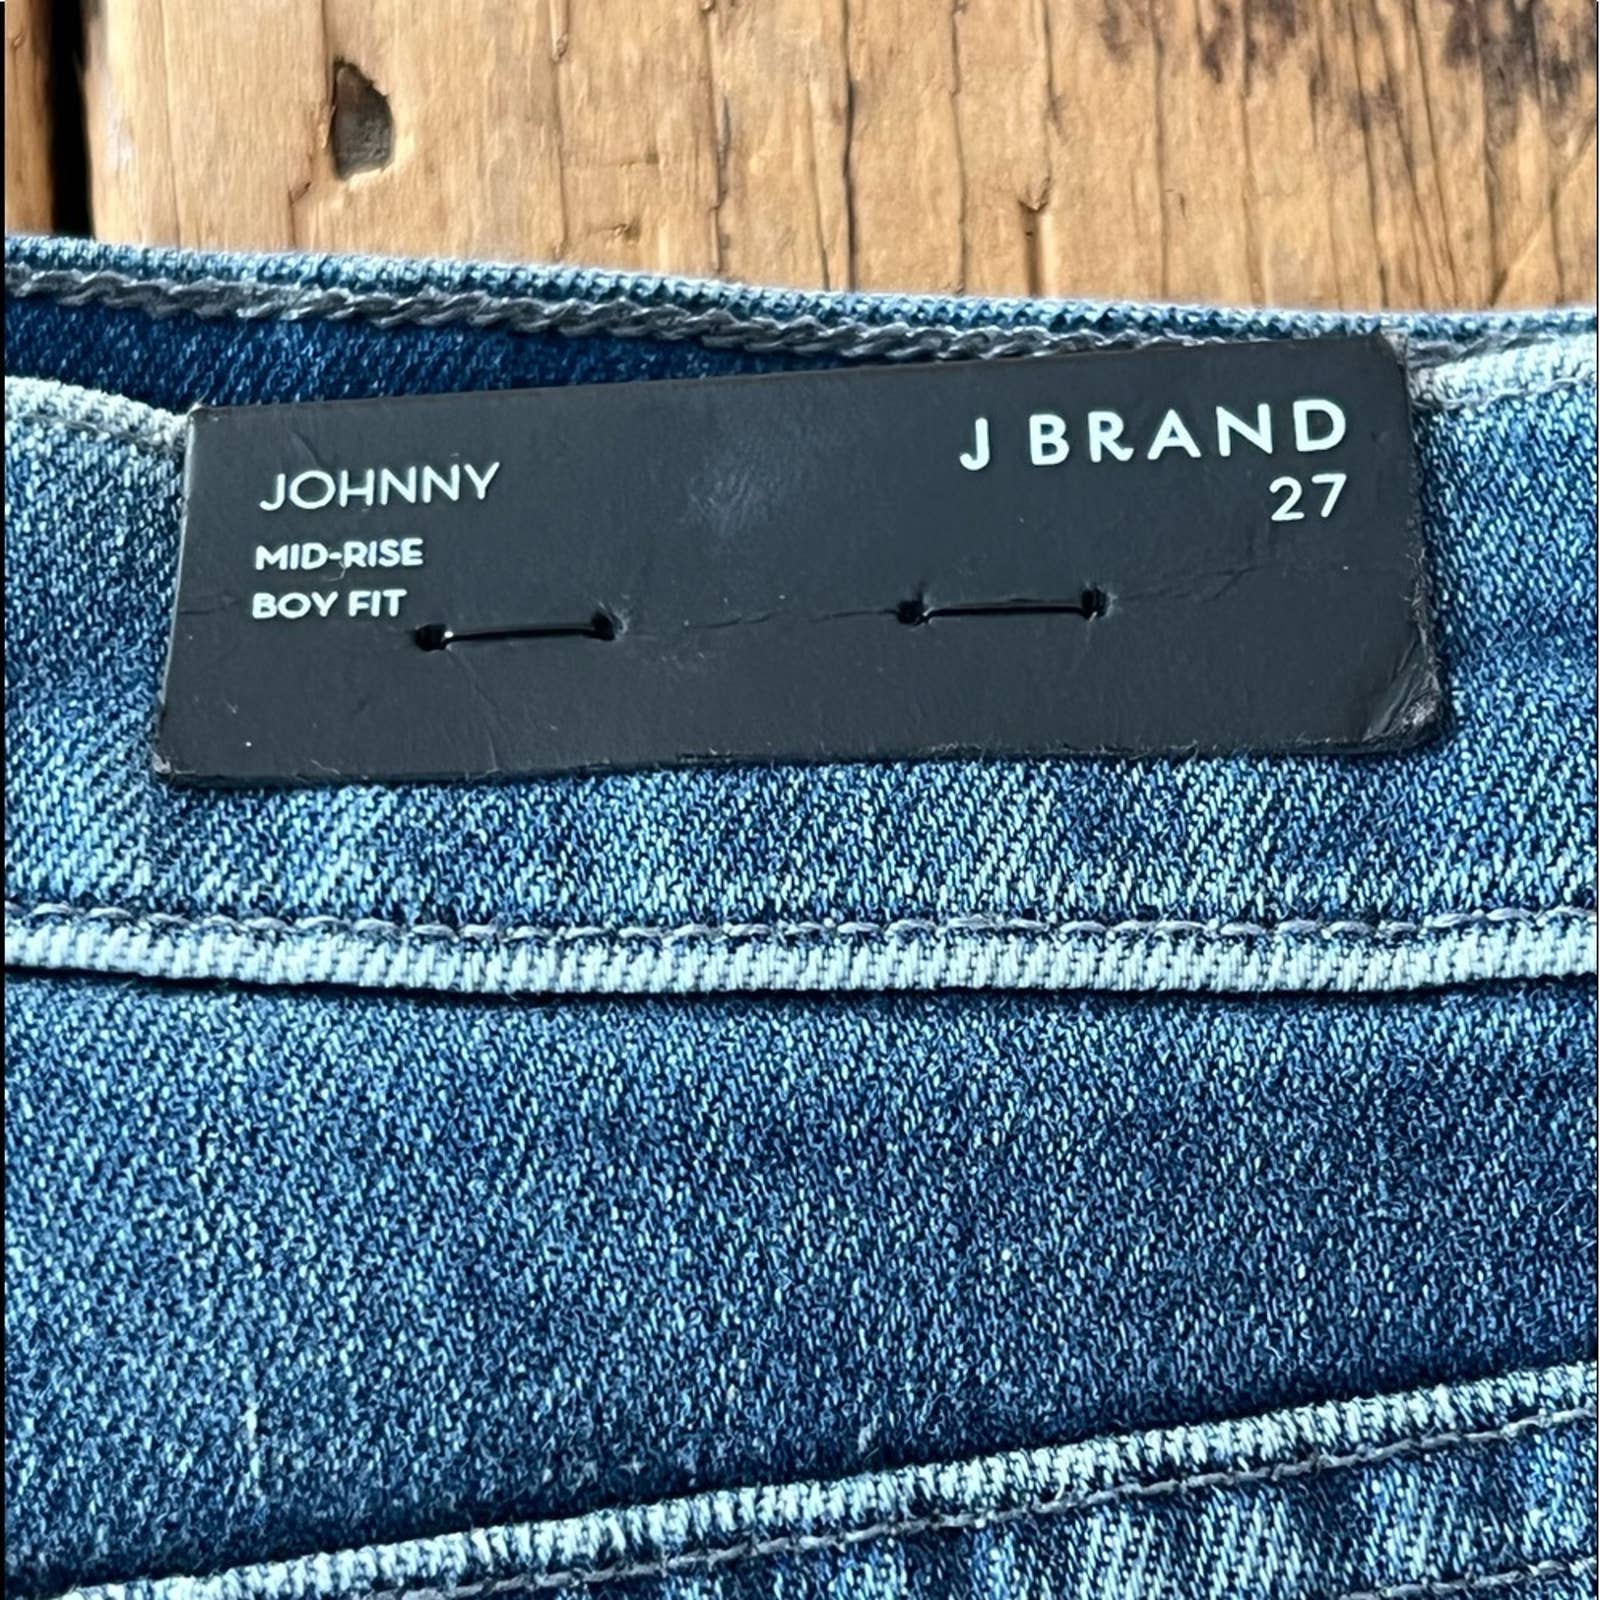 J BRAND
27
JOHNNY
MID-RISE
BOY FIT